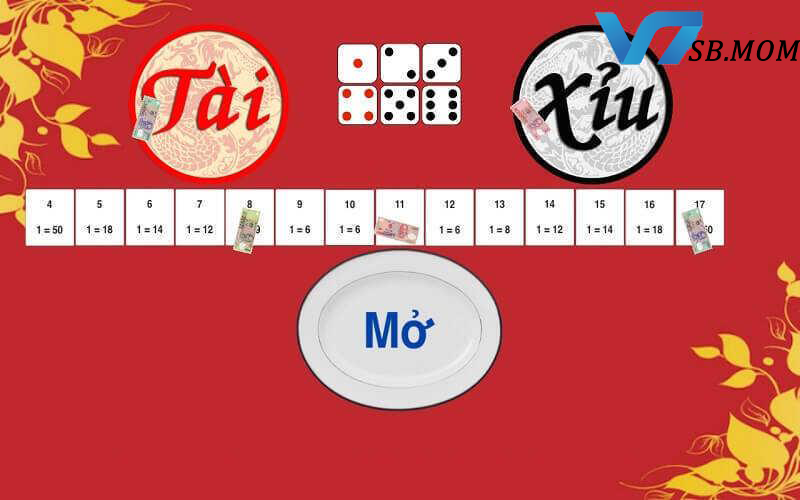 V7SB.MOM
Tài
Xỉu
4 5 6 7 8 9 10 11 12 13 14 15 16 17
1 = 50 1 = 18 1 = 14 1 = 12 1 = 6 1 = 6 1 = 6 1 = 8 1 = 12 1 = 14 1 = 18
Mở